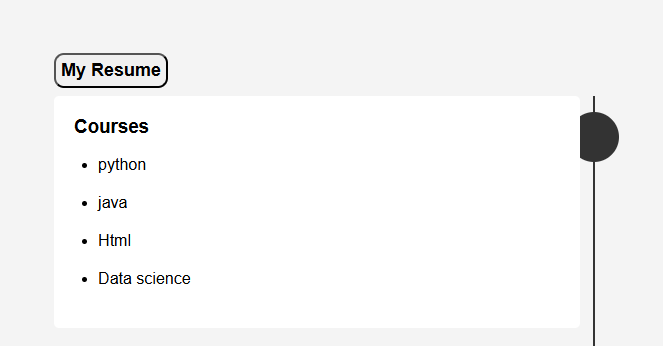 My Resume
Courses
python
java
Html
Data science